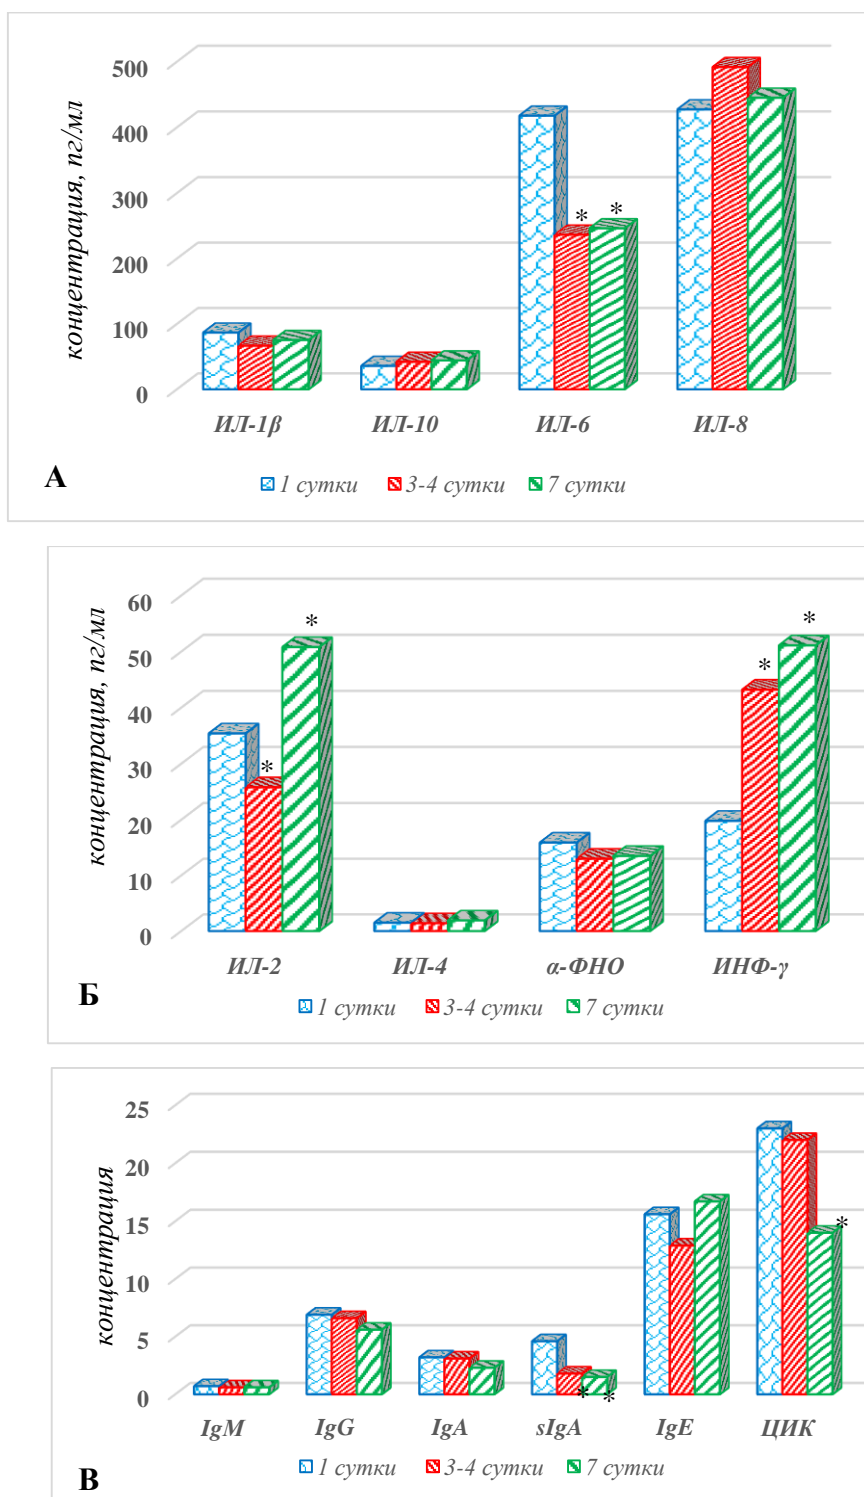 концентрация, пг/мл
500
400
300
200
100
0
* *
ИЛ-1β ИЛ-10 ИЛ-6 ИЛ-8
А
1 сутки 3-4 сутки 7 сутки
концентрация, пг/мл
60
50
40
30
20
10
0
* * * *
ИЛ-2 ИЛ-4 α-ФНО ИНФ-γ
Б
1 сутки 3-4 сутки 7 сутки
концентрация
25
20
15
10
5
0
* * *
IgM IgG IgA sIgA IgE ЦИК
В
1 сутки 3-4 сутки 7 сутки